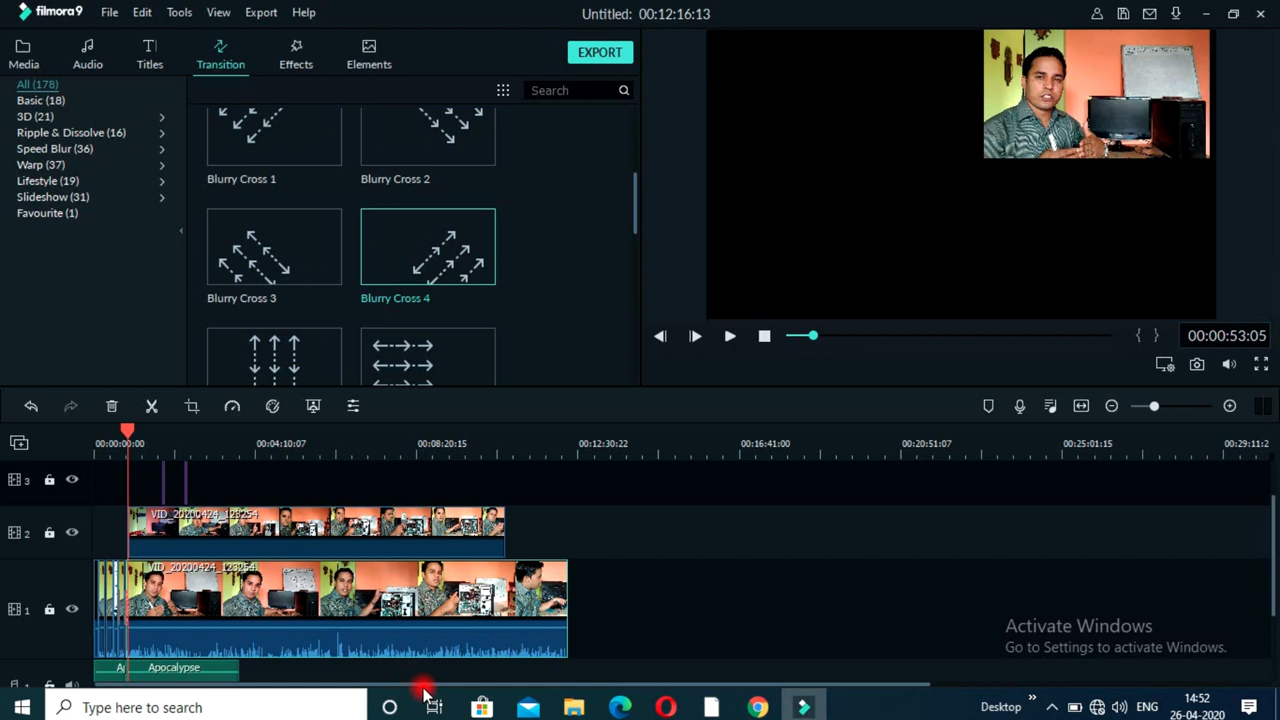 filmora9 File Edit Tools View Export Help Untitled: 00:12:16:13
Media Audio Titles Transition Effects Elements EXPORT
All (178)
Basic (18)
3D (21)
Ripple & Dissolve (16)
Speed Blur (36)
Warp (37)
Lifestyle (19)
Slideshow (31)
Favourite (1)
Search
Blurry Cross 1 Blurry Cross 2
Blurry Cross 3 Blurry Cross 4
00:00:53:05
00:00:00:00 00:04:10:07 00:08:20:15 00:12:30:22 00:16:41:00 00:20:51:07 00:25:01:15 00:29:11:2
3
2 VID_20200424_123254
1 VID_20200424_123254
Activate Windows
Go to Settings to activate Windows.
Ap Apocalypse
Type here to search Desktop ENG 14:52
26-04-2020